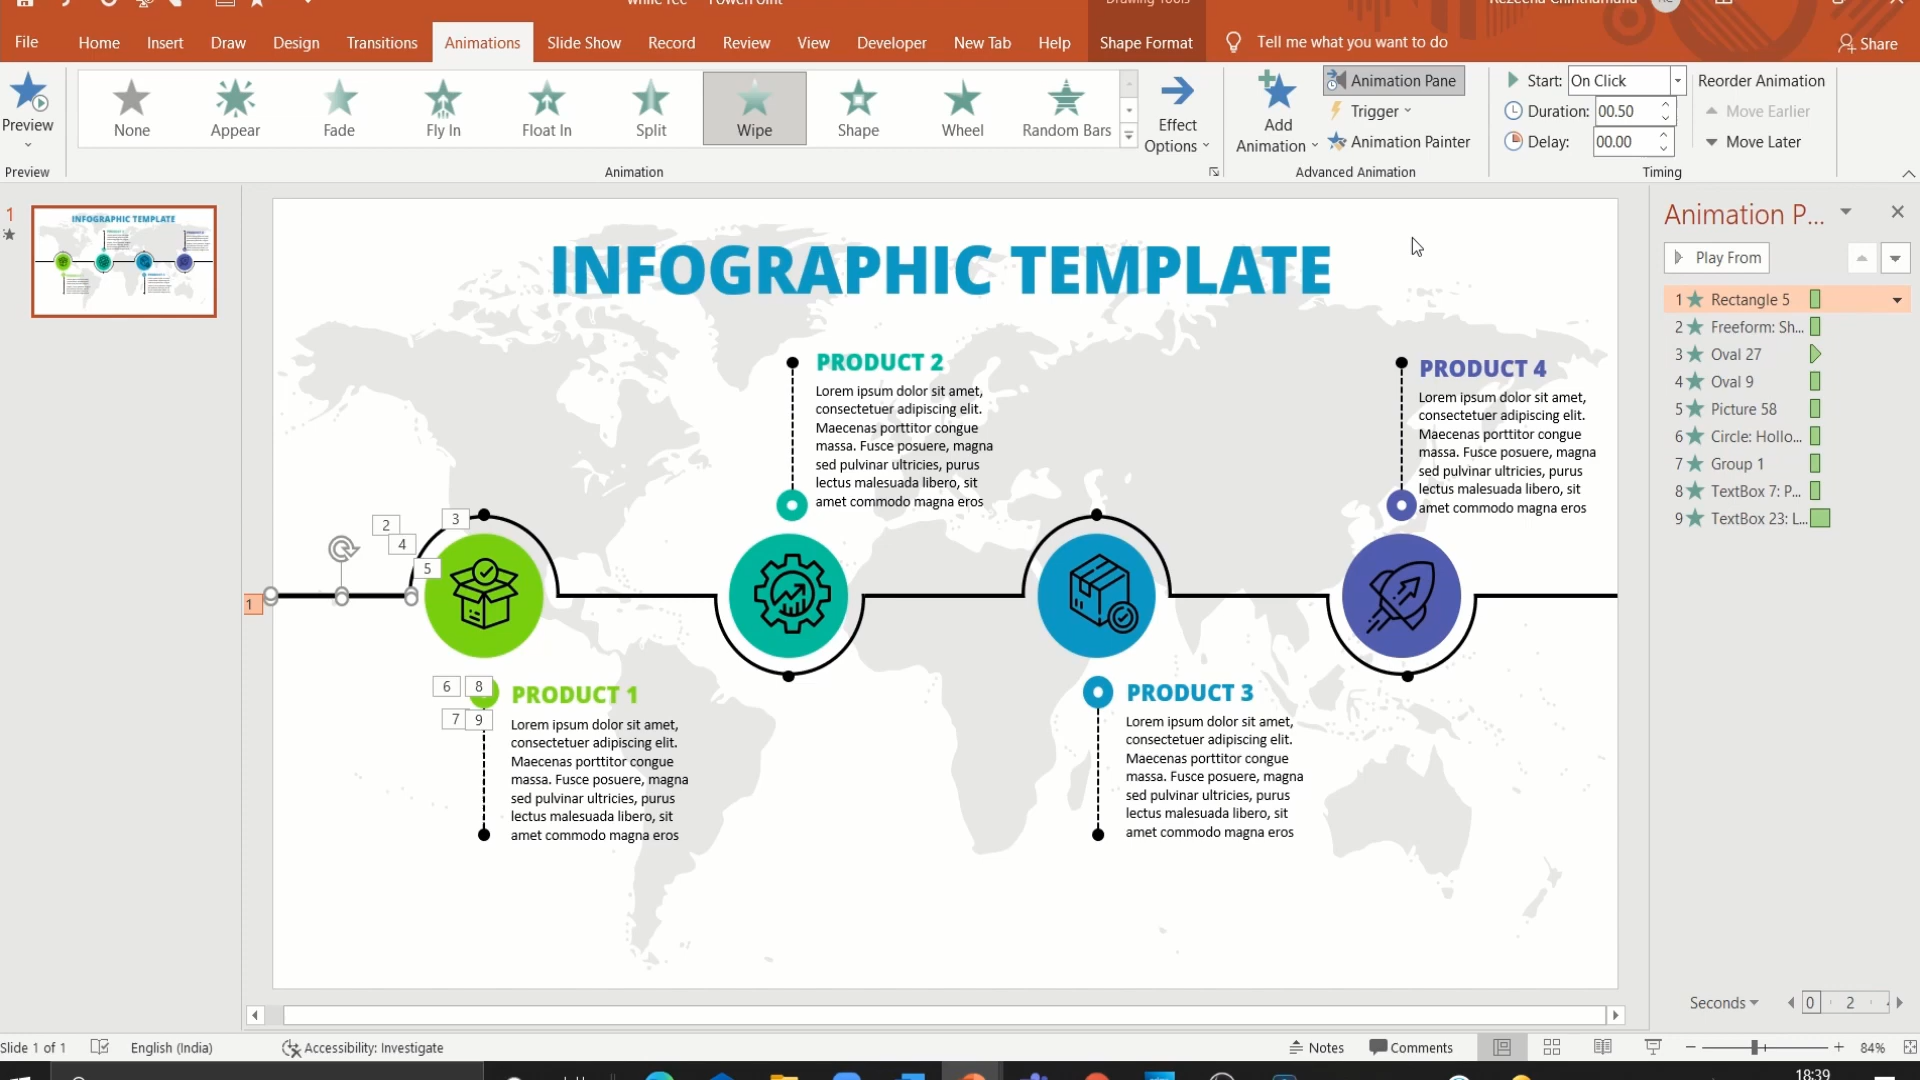 File
Home
Insert
Draw
Design
Transitions
Animations
Slide Show
Record
Review
View
Developer
New Tab
Help
Shape Format
Tell me what you want to do
Share
Preview
None
Appear
Fade
Fly In
Float In
Split
Wipe
Shape
Wheel
Random Bars
Effect
Options
Add
Animation
Animation Pane
Trigger
Animation Painter
Start: On Click
Duration: 00.50
Delay: 00.00
Reorder Animation
Move Earlier
Move Later
Preview
Animation
Advanced Animation
Timing
1
INFOGRAPHIC TEMPLATE
INFOGRAPHIC TEMPLATE
PRODUCT 2
Lorem ipsum dolor sit amet,
consectetuer adipiscing elit.
Maecenas porttitor congue
massa. Fusce posuere, magna
sed pulvinar ultricies, purus
lectus malesuada libero, sit
amet commodo magna eros
PRODUCT 4
Lorem ipsum dolor sit amet,
consectetuer adipiscing elit.
Maecenas porttitor congue
massa. Fusce posuere, magna
sed pulvinar ultricies, purus
lectus malesuada libero, sit
amet commodo magna eros
2
3
4
5
1
6
8
7
9
PRODUCT 1
Lorem ipsum dolor sit amet,
consectetuer adipiscing elit.
Maecenas porttitor congue
massa. Fusce posuere, magna
sed pulvinar ultricies, purus
lectus malesuada libero, sit
amet commodo magna eros
PRODUCT 3
Lorem ipsum dolor sit amet,
consectetuer adipiscing elit.
Maecenas porttitor congue
massa. Fusce posuere, magna
sed pulvinar ultricies, purus
lectus malesuada libero, sit
amet commodo magna eros
Animation P...
Play From
1 Rectangle 5
2 Freeform: Sh...
3 Oval 27
4 Oval 9
5 Picture 58
6 Circle: Hollo...
7 Group 1
8 TextBox 7: P...
9 TextBox 23: L...
Seconds
0
2
Slide 1 of 1
English (India)
Accessibility: Investigate
Notes
Comments
84%
18:39